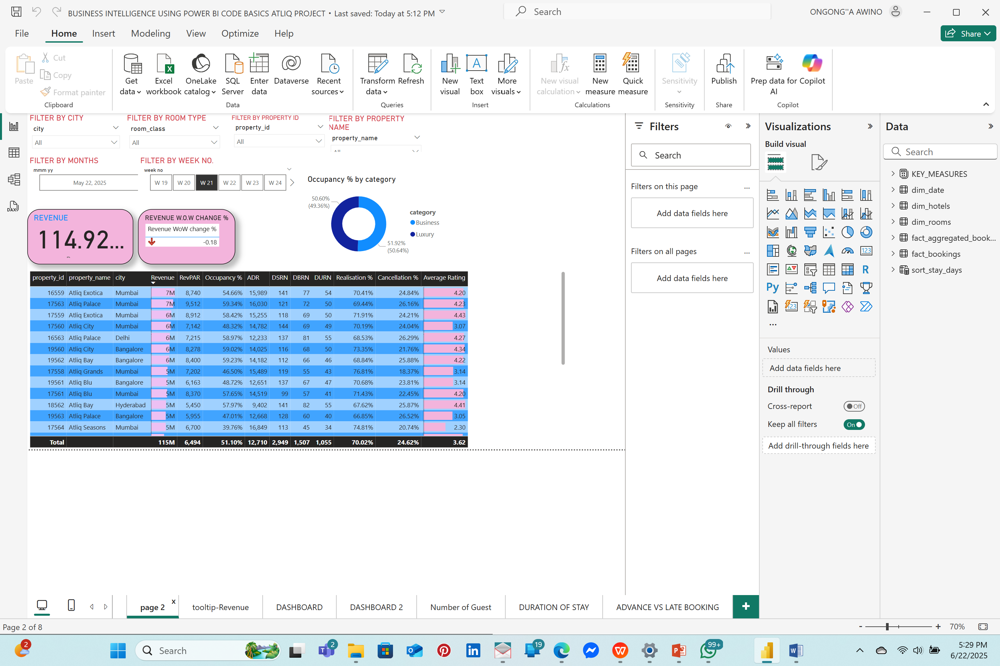 BUSINESS INTELLIGENCE USING POWER BI CODE BASICS ATLIQ PROJECT • Last saved: Today at 5:12 PM
Search
ONGONG''A AWINO
File Home Insert Modeling View Optimize Help
Share
Paste
Cut
Copy
Format painter
Clipboard
Get data
Excel workbook
OneLake catalog
SQL Server
Enter data
Dataverse
Recent sources
Data
Transform data
Refresh
Queries
New visual
Text box
More visuals
Insert
New visual calculation
New measure
Quick measure
Calculations
Sensitivity
Sensitivity
Publish
Share
Prep data for AI
Copilot
Copilot
FILTER BY CITY
city
All
FILTER BY ROOM TYPE
room_class
All
FILTER BY PROPERTY ID
property_id
All
FILTER BY PROPERTY
NAME
property_name
All
FILTER BY MONTHS
mmm yy
May 22, 2025
FILTER BY WEEK NO.
week no
W 19 W 20 W 21 W 22 W 23 W 24
REVENUE
114.92...
REVENUE W.O.W CHANGE %
Revenue WoW change %
-0.18
Occupancy % by category
50.60%
(49.36%)
51.92%
(50.64%)
category
Business
Luxury
property_id property_name city Revenue RevPAR Occupancy % ADR DSRN DBRN DURN Realisation % Cancellation % Average Rating
16559 Atliq Exotica Mumbai 7M 8,740 54.66% 15,989 141 77 54 70.41% 24.84% 4.20
17563 Atliq Palace Mumbai 7M 9,512 59.34% 16,030 121 72 50 69.44% 26.16% 4.23
17559 Atliq Exotica Mumbai 6M 8,912 58.42% 15,255 118 69 50 71.91% 24.21% 4.43
17560 Atliq City Mumbai 6M 7,142 48.32% 14,782 144 69 49 70.19% 24.04% 3.07
16563 Atliq Palace Delhi 6M 7,215 58.97% 12,233 137 81 55 68.53% 26.29% 4.27
19560 Atliq City Bangalore 6M 8,278 59.02% 14,025 116 68 50 73.35% 21.76% 4.34
19562 Atliq Bay Bangalore 6M 8,400 59.23% 14,182 112 66 46 68.84% 25.88% 4.22
17558 Atliq Grands Mumbai 5M 7,202 46.50% 15,489 119 55 43 76.81% 18.37% 3.14
19561 Atliq Blu Bangalore 5M 6,163 48.72% 12,651 137 67 47 70.68% 23.81% 3.14
17561 Atliq Blu Mumbai 5M 8,370 57.65% 14,519 99 57 41 71.43% 22.45% 4.20
18562 Atliq Bay Hyderabad 5M 5,450 57.97% 9,402 141 82 55 67.62% 25.87% 4.41
19563 Atliq Palace Bangalore 5M 5,955 47.01% 12,668 128 60 40 66.85% 26.52% 3.05
17564 Atliq Seasons Mumbai 5M 6,700 39.76% 16,849 113 45 34 74.81% 20.74% 2.30
Total 115M 6,494 51.10% 12,710 2,949 1,507 1,055 70.02% 24.62% 3.62
Filters
Search
Filters on this page ...
Add data fields here
Filters on all pages ...
Add data fields here
Visualizations
Build visual
123
R
Py
123
...
Values
Add data fields here
Drill through
Cross-report Off
Keep all filters On
Add drill-through fields here
Data
Search
KEY_MEASURES
dim_date
dim_hotels
dim_rooms
fact_aggregated_book...
fact_bookings
sort_stay_days
DAX
page 2 x
tooltip-Revenue
DASHBOARD
DASHBOARD 2
Number of Guest
DURATION OF STAY
ADVANCE VS LATE BOOKING
+
Page 2 of 8
- + 70%
2
Search
2
19
99+
5:29 PM
6/22/2025